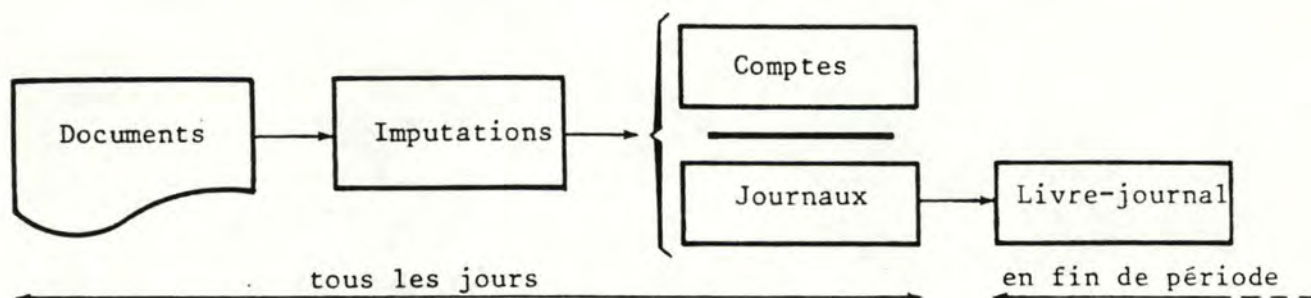 Documents
Imputations
Comptes
Journaux
Livre-journal
tous les jours
en fin de période